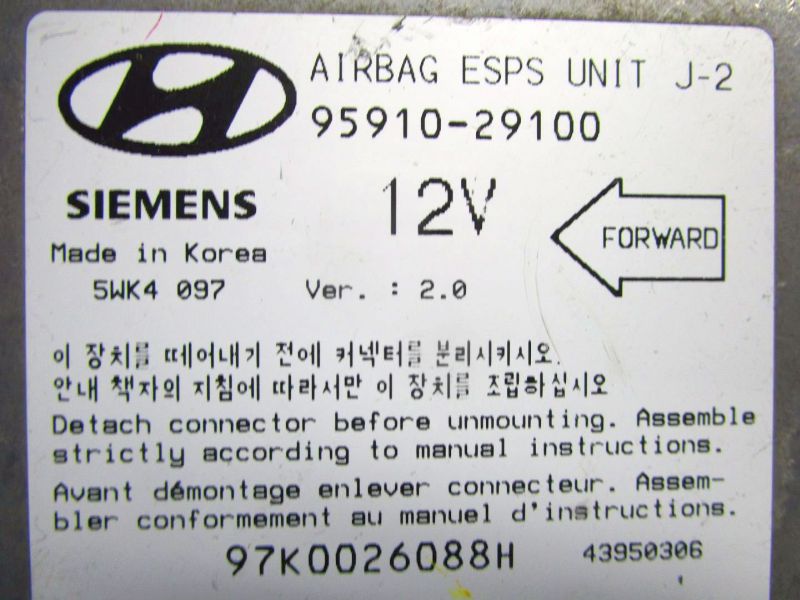 AIRBAG ESPS UNIT J-2
95910-29100
SIEMENS
12V
FORWARD
Made in Korea
5WK4 097 Ver. : 2.0
이 장치를 떼어내기 전에 커넥터를 분리시키시오.
안내 책자의 지침에 따라서만 이 장치를 조립하십시오
Detach connector before unmounting. Assemble
strictly according to manual instructions.
Avant démontage enlever connecteur. Assem-
bler conformement au manuel d'instructions.
97K0026088H 43950306